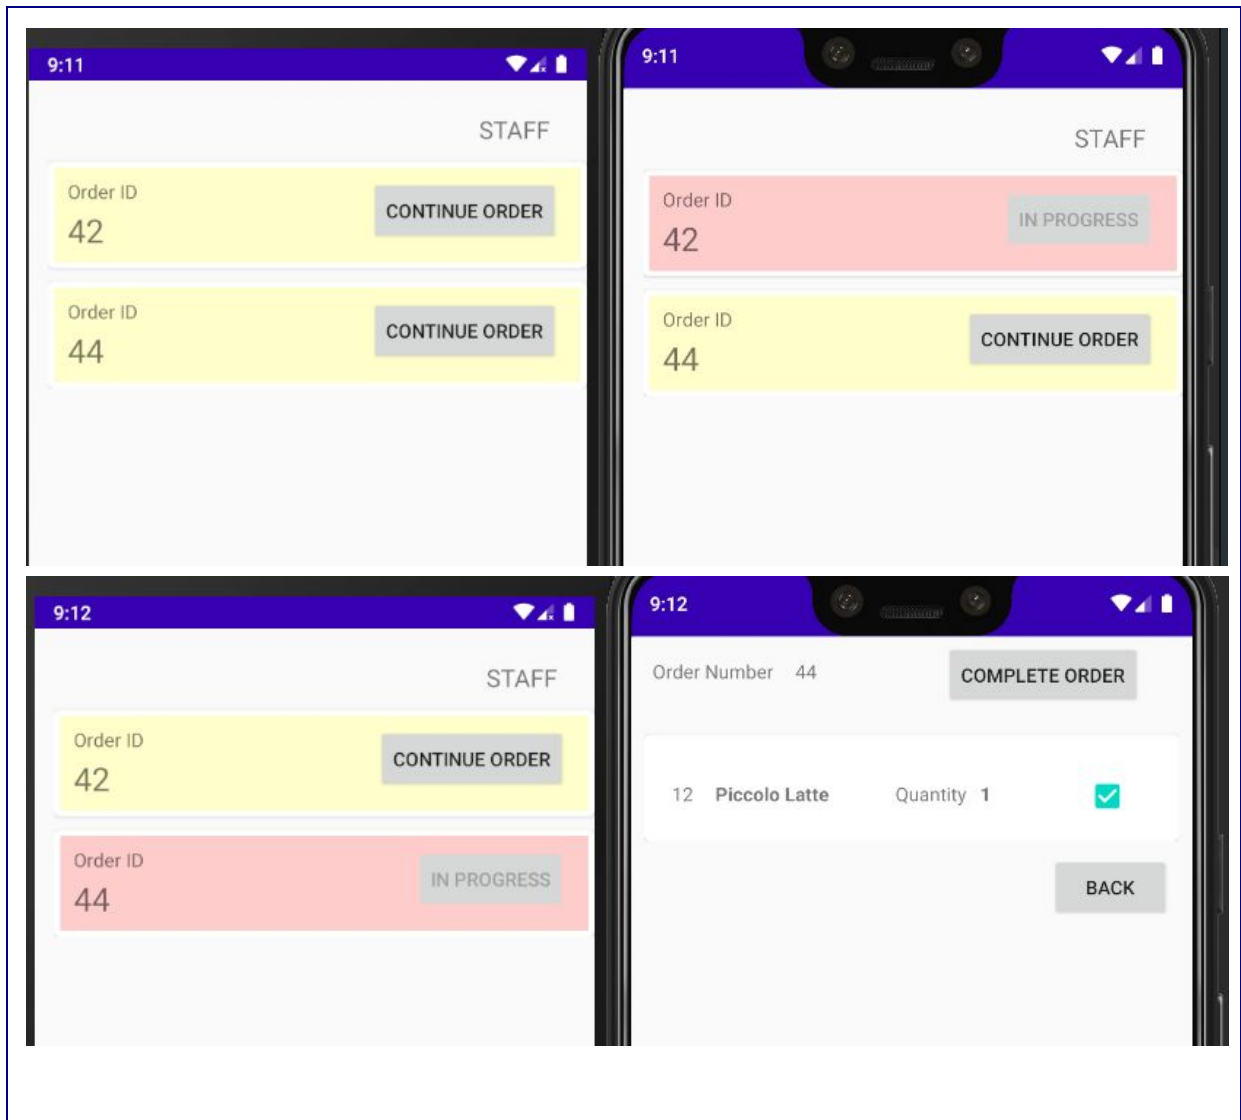 9:11
STAFF
Order ID
42
CONTINUE ORDER
Order ID
44
CONTINUE ORDER
9:11
STAFF
Order ID
42
IN PROGRESS
Order ID
44
CONTINUE ORDER
9:12
STAFF
Order ID
42
CONTINUE ORDER
Order ID
44
IN PROGRESS
9:12
Order Number 44
COMPLETE ORDER
12 Piccolo Latte Quantity 1
BACK